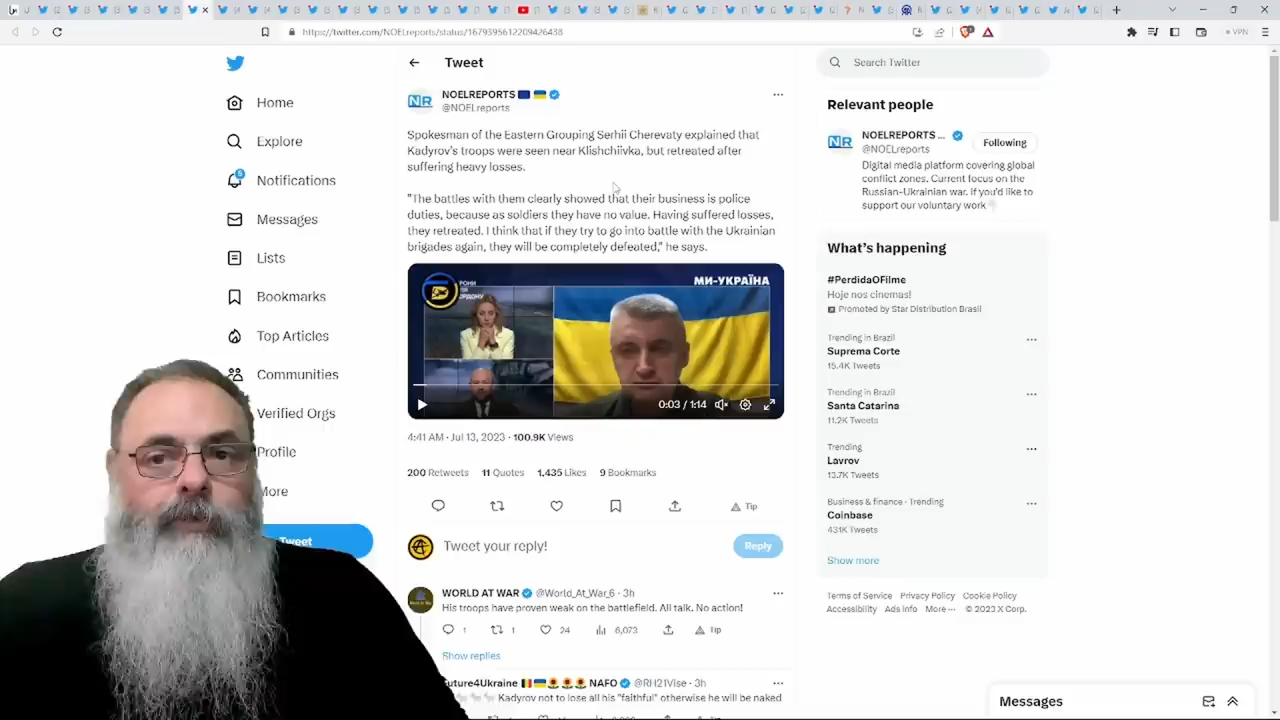 https://twitter.com/NOELreports/status/1679395612209426438
VPN
Home
Explore
6
Notifications
Messages
Lists
Bookmarks
Top Articles
Communities
Verified Orgs
Profile
More
Tweet
Tweet
NOELREPORTS
@NOELreports
Spokesman of the Eastern Grouping Serhii Cherevaty explained that
Kadyrov's troops were seen near Klishchiivka, but retreated after
suffering heavy losses.
"The battles with them clearly showed that their business is police
duties, because as soldiers they have no value. Having suffered losses,
they retreated. I think that if they try to go into battle with the Ukrainian
brigades again, they will be completely defeated," he says.
МИ-УКРАЇНА
0:03 / 1:14
4:41 AM · Jul 13, 2023 · 100.9K Views
200 Retweets 11 Quotes 1,435 Likes 9 Bookmarks
Tip
Tweet your reply!
Reply
WORLD AT WAR @World_At_War_6 · 3h
His troops have proven weak on the battlefield. All talk. No action!
1 1 24 6,073 Tip
Show replies
uture4Ukraine NAFO @RH21Vise · 3h
Kadyrov not to lose all his "faithful" otherwise he will be naked
Search Twitter
Relevant people
NOELREPORTS ...
@NOELreports
Following
Digital media platform covering global
conflict zones. Current focus on the
Russian-Ukrainian war. If you'd like to
support our voluntary work
What's happening
#PerdidaOFilme
Hoje nos cinemas!
Promoted by Star Distribution Brasil
Trending in Brazil
Suprema Corte
15.4K Tweets
Trending in Brazil
Santa Catarina
11.2K Tweets
Trending
Lavrov
13.7K Tweets
Business & finance · Trending
Coinbase
431K Tweets
Show more
Terms of Service Privacy Policy Cookie Policy
Accessibility Ads info More ··· © 2023 X Corp.
Messages